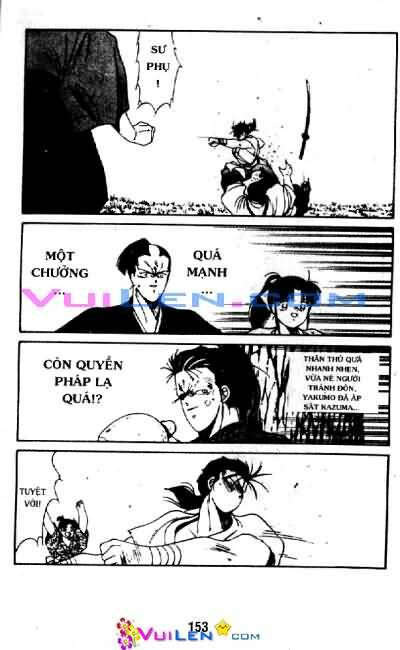 SƯ
PHỤ
!
MỘT
CHƯỞNG
...
QUÁ
MẠNH
...
VUILEN.COM
CÔN QUYỀN
PHÁP LẠ
QUÁ!?
THÂN THỦ QUÁ
NHANH NHẸN,
VỪA NÉ NGƯỜI
TRÁNH ĐÒN,
YAKUMO ĐÃ ÁP
SÁT KAZUMA...
TUYỆT
VỜI!
153
VUILEN.COM